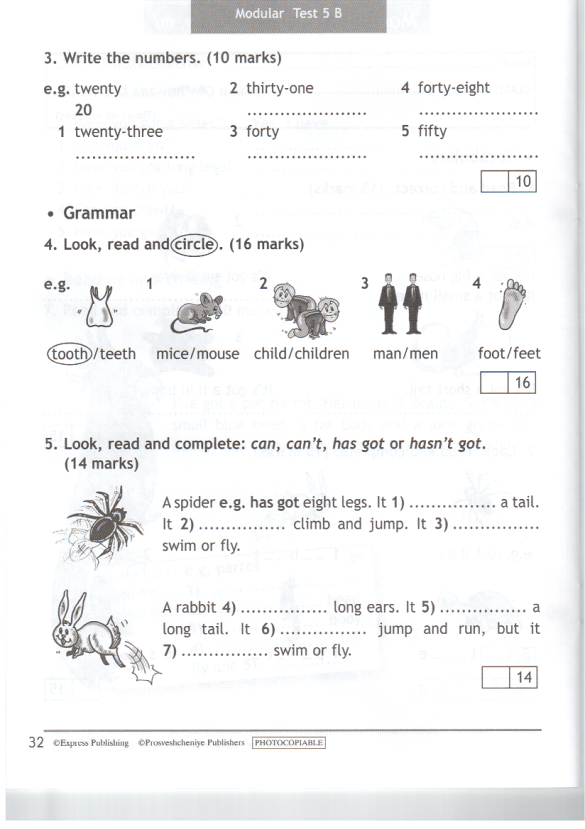 Modular Test 5 B
3. Write the numbers. (10 marks)
e.g. twenty
20
2 thirty-one
....................
4 forty-eight
....................
1 twenty-three
....................
3 forty
....................
5 fifty
....................
10
• Grammar
4. Look, read and circle. (16 marks)
e.g. 1 2 3 4
tooth/teeth mice/mouse child/children man/men foot/feet
16
5. Look, read and complete: can, can't, has got or hasn't got.
(14 marks)
A spider e.g. has got eight legs. It 1) ............... a tail.
It 2) ............... climb and jump. It 3) ...............
swim or fly.
A rabbit 4) ............... long ears. It 5) ............... a
long tail. It 6) ............... jump and run, but it
7) ............... swim or fly.
14
32 ©Express Publishing ©Prosveshcheniye Publishers PHOTOCOPIABLE